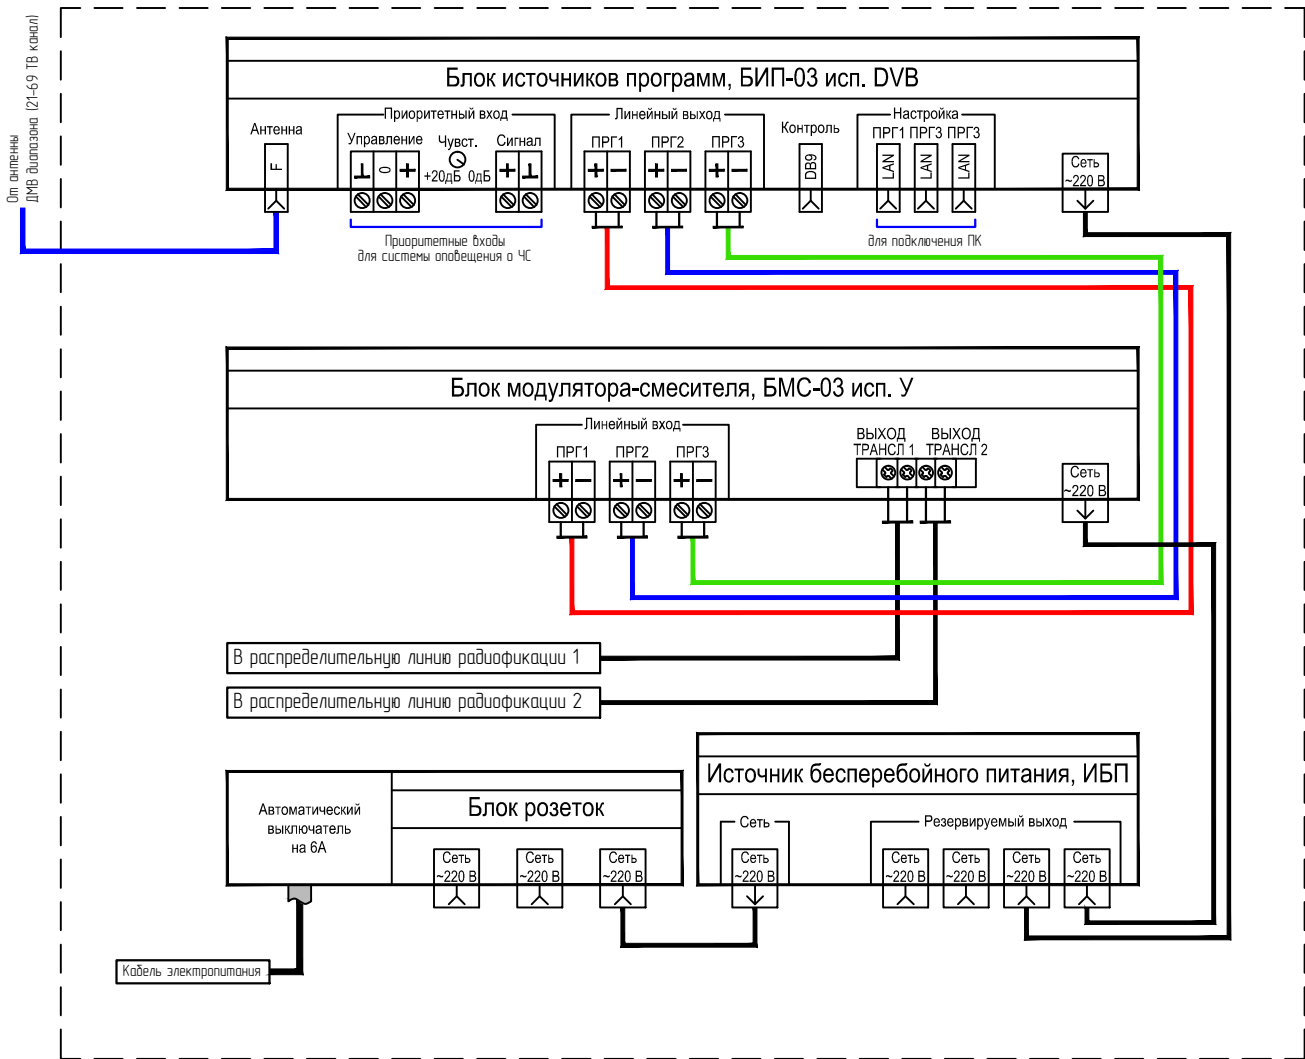 От антенны
ДМВ диапазона (21-69 ТВ канал)
Блок источников программ, БИП-03 исп. DVB
Антенна
F
Приоритетный вход
Управление
Чувст.
Сигнал
⊥ 0 +
+20дБ 0дБ
+ ⊥
Приоритетные входы
для системы оповещения о ЧС
Линейный выход
ПРГ1 ПРГ2 ПРГ3
+ − + − + −
Контроль
DB9
Настройка
ПРГ1 ПРГ3 ПРГ3
LAN LAN LAN
для подключения ПК
Сеть
~220 В
Блок модулятора-смесителя, БМС-03 исп. У
Линейный вход
ПРГ1 ПРГ2 ПРГ3
+ − + − + −
ВЫХОД
ТРАНСЛ 1
ВЫХОД
ТРАНСЛ 2
Сеть
~220 В
В распределительную линию радиофикации 1
В распределительную линию радиофикации 2
Автоматический
выключатель
на 6А
Блок розеток
Сеть
~220 В
Сеть
~220 В
Сеть
~220 В
Источник бесперебойного питания, ИБП
Сеть
Сеть
~220 В
Резервируемый выход
Сеть
~220 В
Сеть
~220 В
Сеть
~220 В
Сеть
~220 В
Кабель электропитания